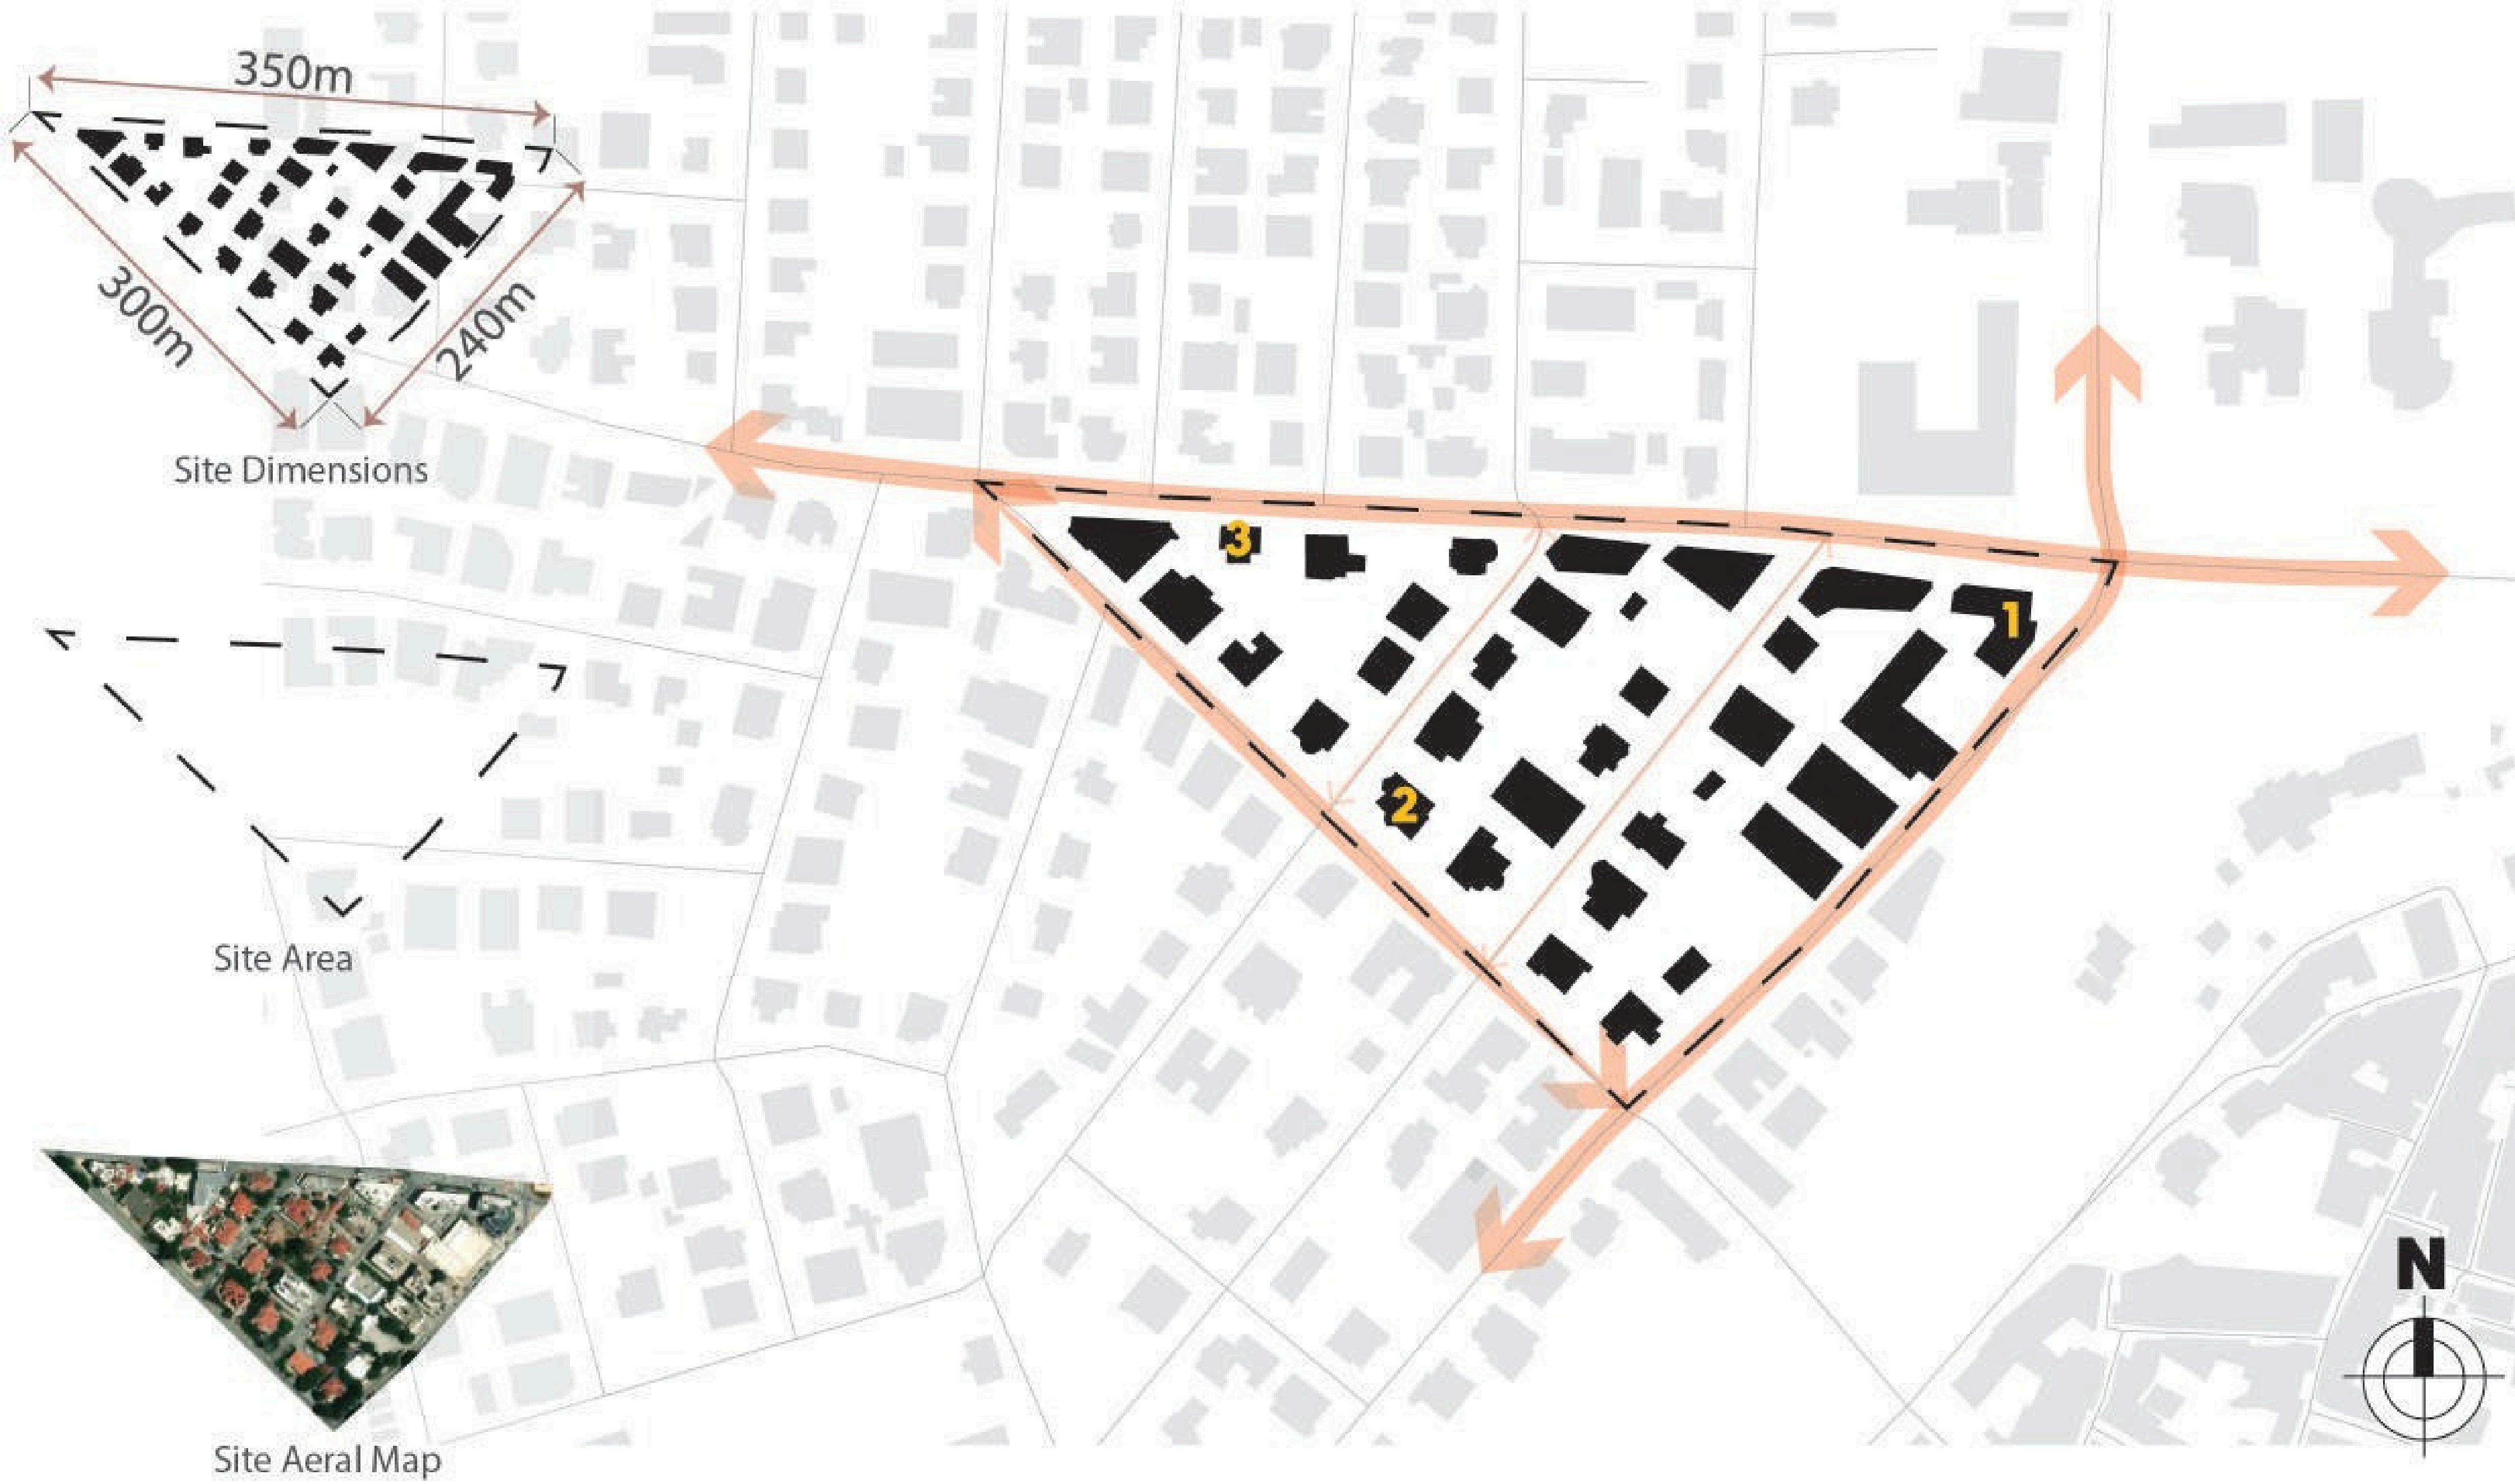 350m
300m
240m
Site Dimensions
3
1
2
Site Area
N
Site Aeral Map